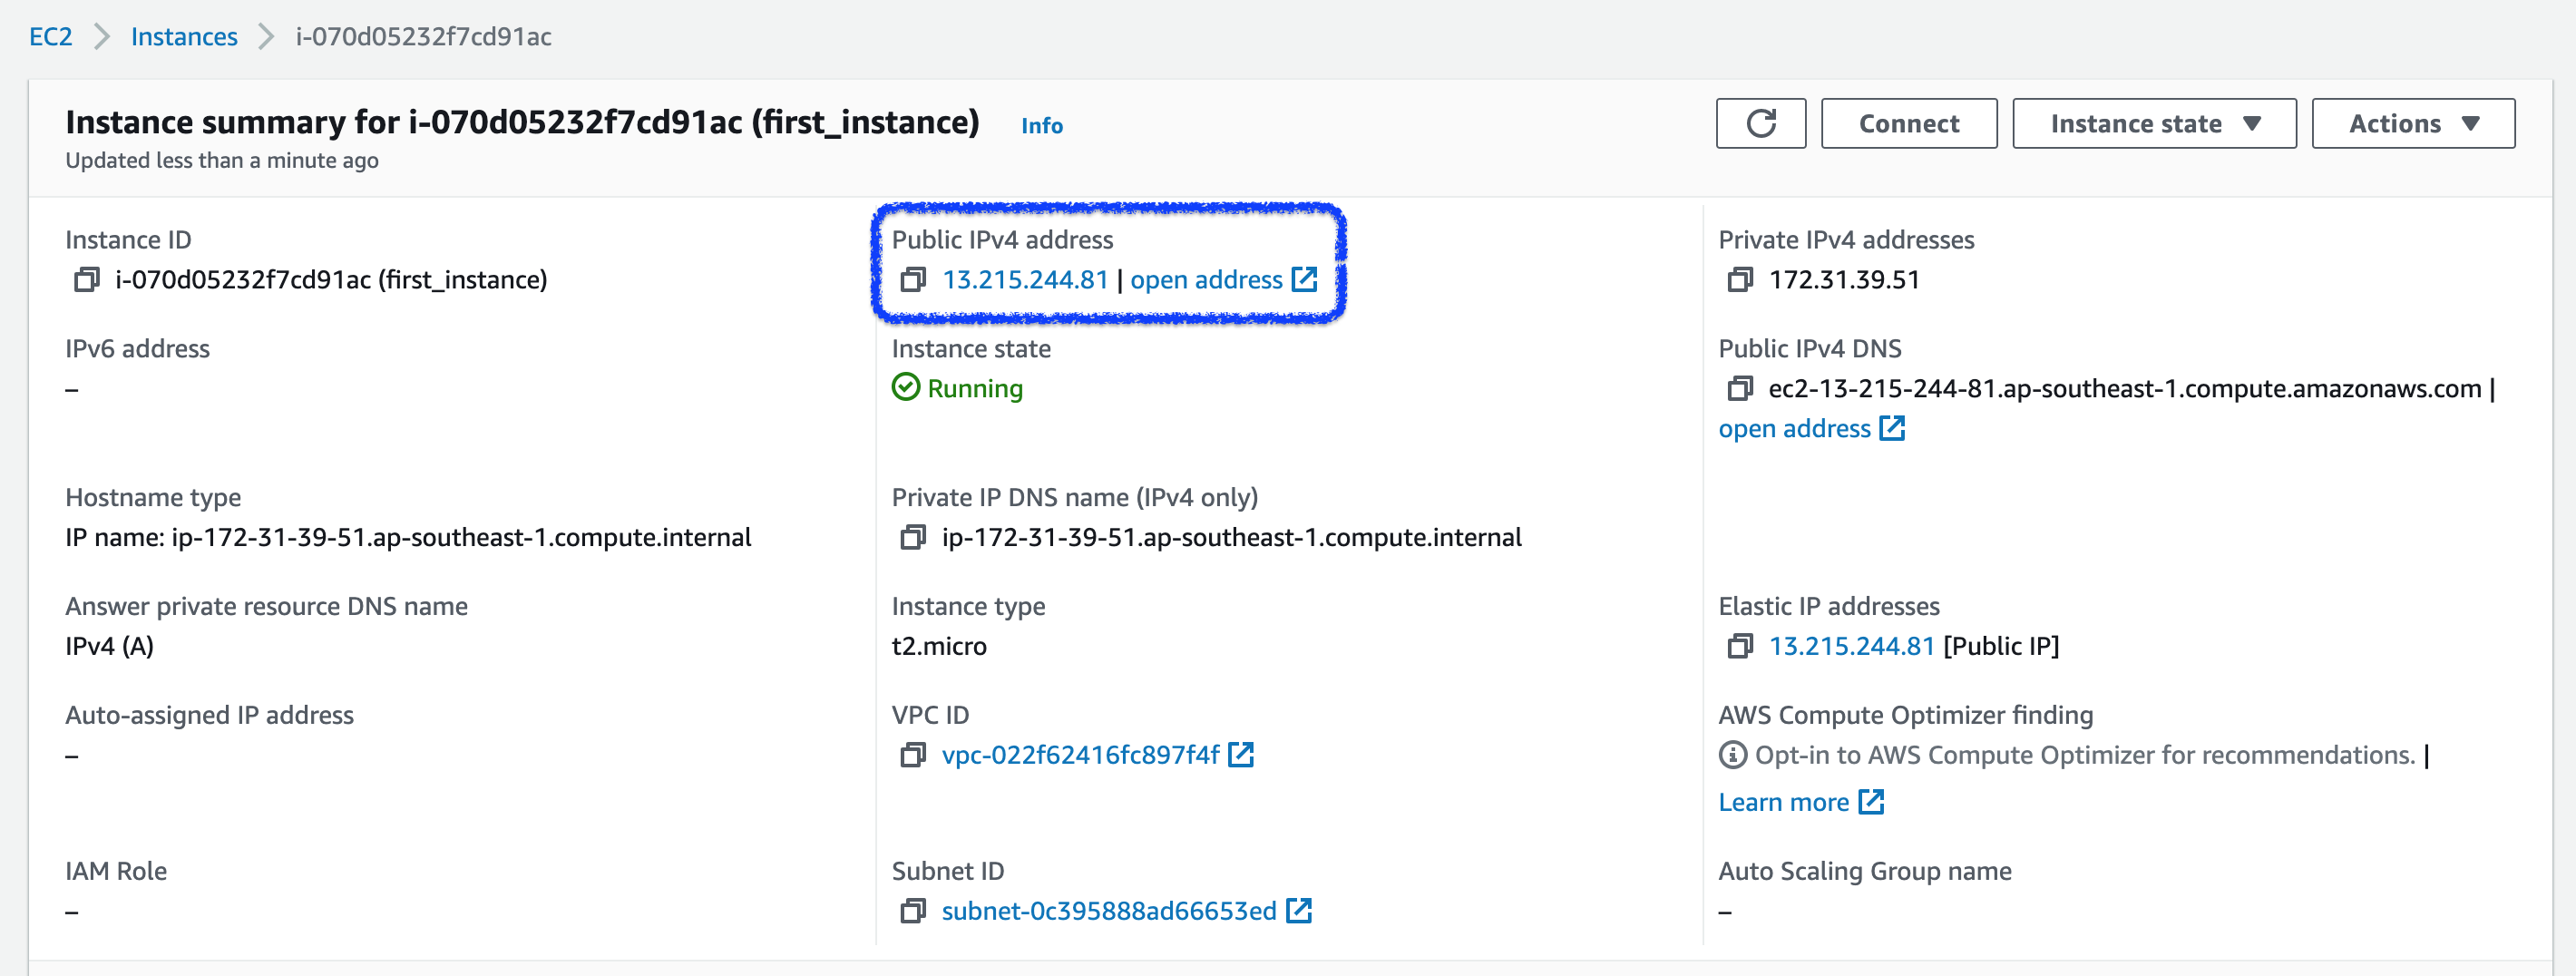 EC2 > Instances > i-070d05232f7cd91ac
Instance summary for i-070d05232f7cd91ac (first_instance) Info
Updated less than a minute ago
Connect
Instance state
Actions
Instance ID
i-070d05232f7cd91ac (first_instance)
Public IPv4 address
13.215.244.81 | open address
Private IPv4 addresses
172.31.39.51
IPv6 address
–
Instance state
Running
Public IPv4 DNS
ec2-13-215-244-81.ap-southeast-1.compute.amazonaws.com |
open address
Hostname type
IP name: ip-172-31-39-51.ap-southeast-1.compute.internal
Private IP DNS name (IPv4 only)
ip-172-31-39-51.ap-southeast-1.compute.internal
Answer private resource DNS name
IPv4 (A)
Instance type
t2.micro
Elastic IP addresses
13.215.244.81 [Public IP]
Auto-assigned IP address
–
VPC ID
vpc-022f62416fc897f4f
AWS Compute Optimizer finding
Opt-in to AWS Compute Optimizer for recommendations. |
Learn more
IAM Role
–
Subnet ID
subnet-0c395888ad66653ed
Auto Scaling Group name
–